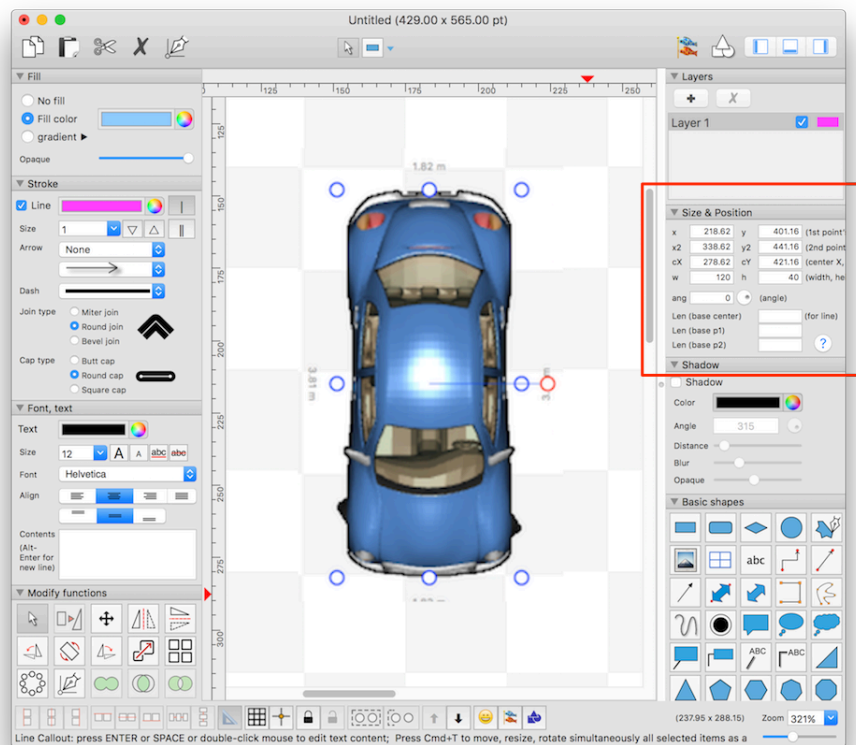 Untitled (429.00 x 565.00 pt)
Fill
No fill
Fill color
gradient
Opaque
Stroke
Line
Size 1
Arrow None
Dash
Join type Miter join
Round join
Bevel join
Cap type Butt cap
Round cap
Square cap
Font, text
Text
Size 12 A A abc abc
Font Helvetica
Align
Contents
(Alt-
Enter for
new line)
Modify functions
125 150 175 200 225 250
125
150
175
200
225
250
275
300
1.82 m
3.81 m
Layers
+ X
Layer 1
Size & Position
x 218.62 y 401.16 (1st point
x2 338.62 y2 441.16 (2nd point
cX 278.62 cY 421.16 (center X,
w 120 h 40 (width, he
ang 0 (angle)
Len (base center) (for line)
Len (base p1)
Len (base p2) ?
Shadow
Shadow
Color
Angle 315
Distance
Blur
Opaque
Basic shapes
abc
ABC ABC
(237.95 x 288.15) Zoom 321%
Line Callout: press ENTER or SPACE or double-click mouse to edit text content; Press Cmd+T to move, resize, rotate simultaneously all selected items as a